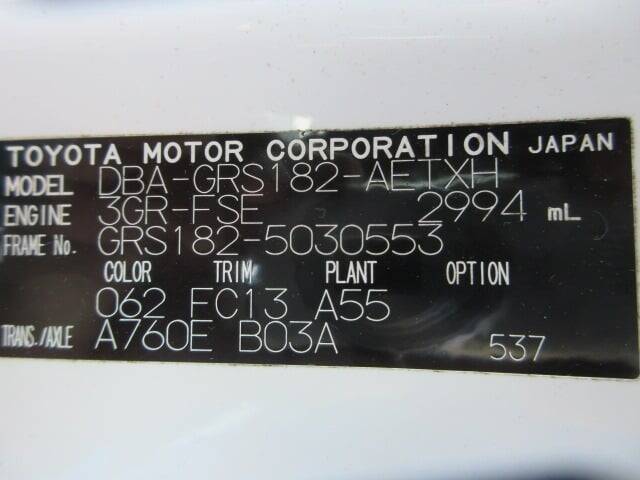 TOYOTA MOTOR CORPORATION JAPAN
MODEL DBA-GRS182-AETXH
ENGINE 3GR-FSE 2994 mL
FRAME No. GRS182-5030553
COLOR TRIM PLANT OPTION
062 FC13 A55
TRANS./AXLE A760E B03A 537